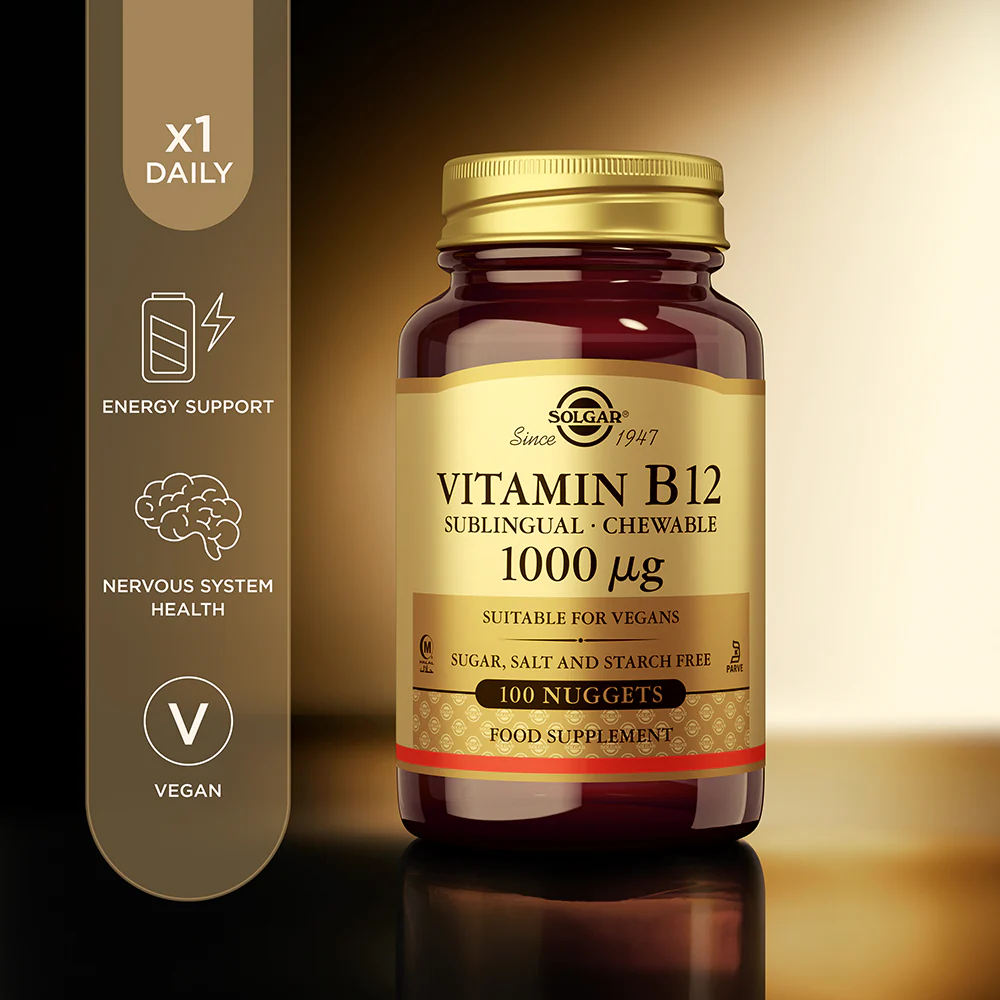 x1
DAILY
ENERGY SUPPORT
NERVOUS SYSTEM
HEALTH
V
VEGAN
SOLGAR®
Since 1947
VITAMIN B12
SUBLINGUAL · CHEWABLE
1000 µg
SUITABLE FOR VEGANS
SUGAR, SALT AND STARCH FREE
M
PARVE
100 NUGGETS
FOOD SUPPLEMENT